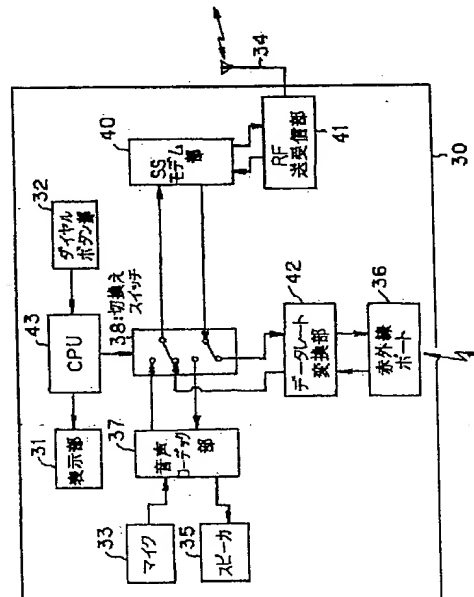 32
ダイヤル
ボタン部
43
CPU
31
表示部
38:切換え
スイッチ
40
SS
モデム
部
34
RF
送受信部
41
37
音声
コーデック
部
33
マイク
35
スピーカ
42
データレート
変換部
36
赤外線
ポート
30